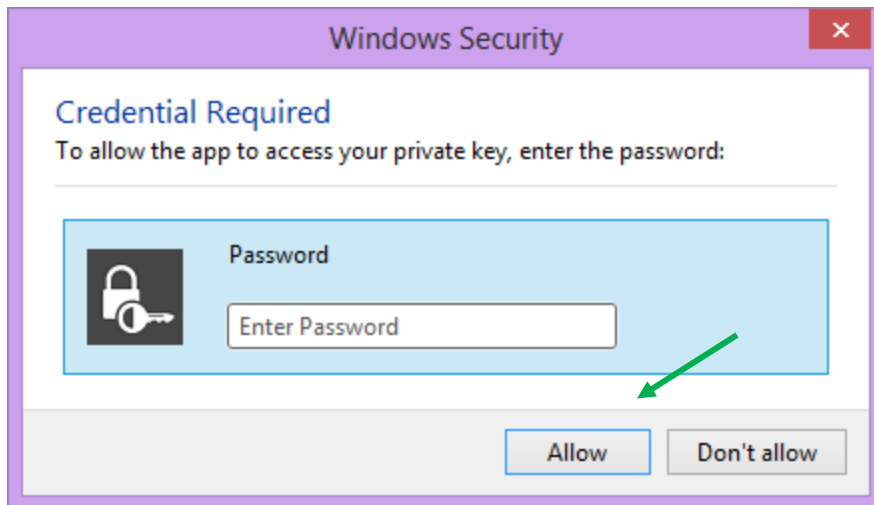 Windows Security
Credential Required
To allow the app to access your private key, enter the password:
Password
Enter Password
Allow
Don't allow